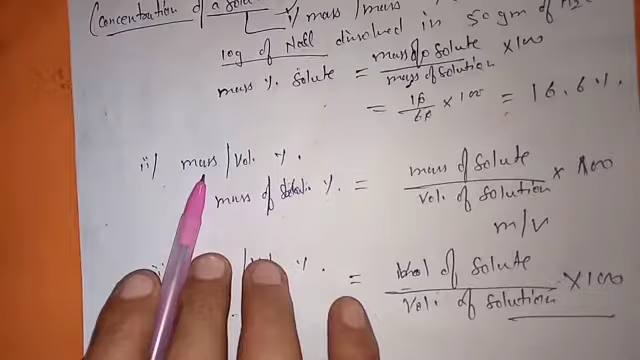 Concentration of a solu
i/ mass / mass
10g of NaCl dissolved in 50 gm of H2
mass % solute = mass of solute / mass of solution × 100
= 10/60 × 100 = 16.6 %.
ii/ mass / Vol. %.
mass of %. = mass of solute / vol. of solution × 100
m/v
/ Vol. %. = Vol of solute / Vol. of solution × 100